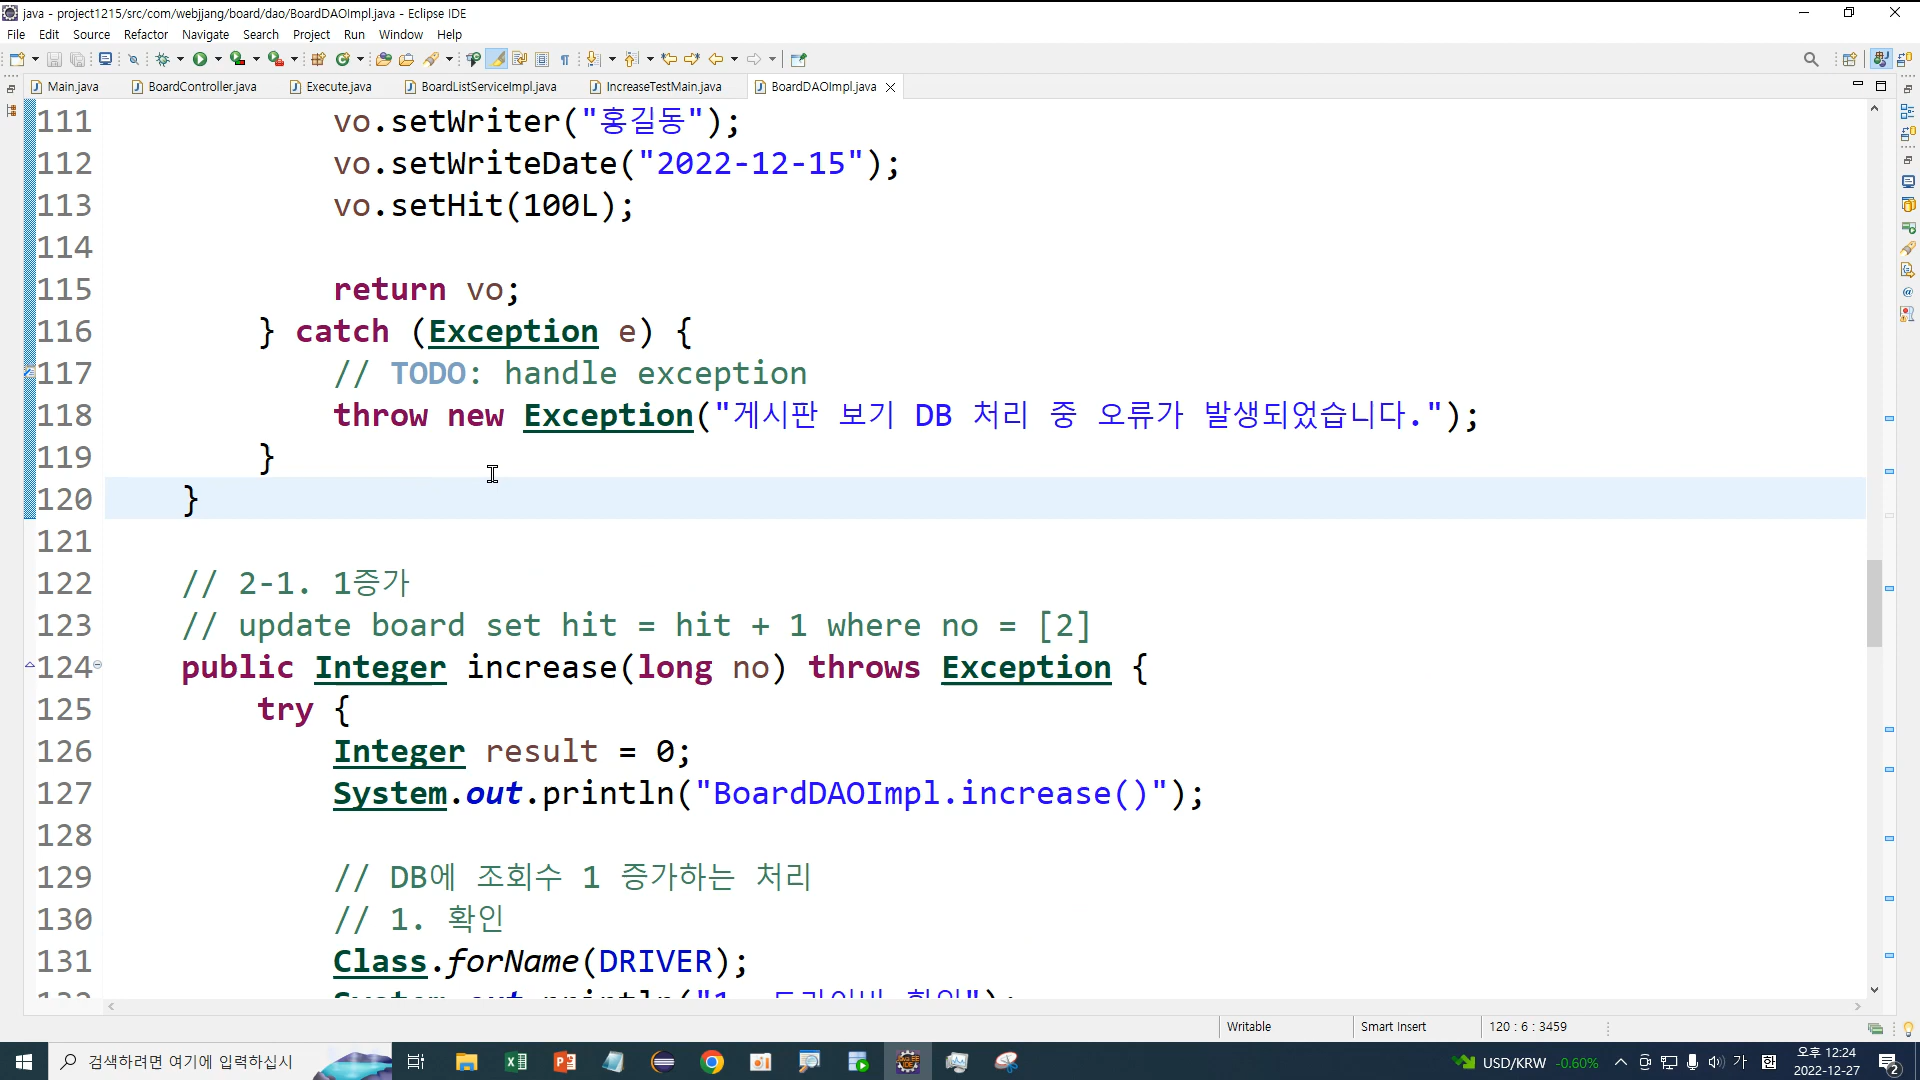 java - project1215/src/com/webjjang/board/dao/BoardDAOImpl.java - Eclipse IDE
File Edit Source Refactor Navigate Search Project Run Window Help
Main.java BoardController.java Execute.java BoardListServiceImpl.java IncreaseTestMain.java BoardDAOImpl.java
111 vo.setWriter("홍길동");
112 vo.setWriteDate("2022-12-15");
113 vo.setHit(100L);
114
115 return vo;
116 } catch (Exception e) {
117 // TODO: handle exception
118 throw new Exception("게시판 보기 DB 처리 중 오류가 발생되었습니다.");
119 }
120 }
121
122 // 2-1. 1증가
123 // update board set hit = hit + 1 where no = [2]
124 public Integer increase(long no) throws Exception {
125 try {
126 Integer result = 0;
127 System.out.println("BoardDAOImpl.increase()");
128
129 // DB에 조회수 1 증가하는 처리
130 // 1. 확인
131 Class.forName(DRIVER);
Writable Smart Insert 120 : 6 : 3459
검색하려면 여기에 입력하십시 USD/KRW -0.60% 가 오후 12:24
2022-12-27 2